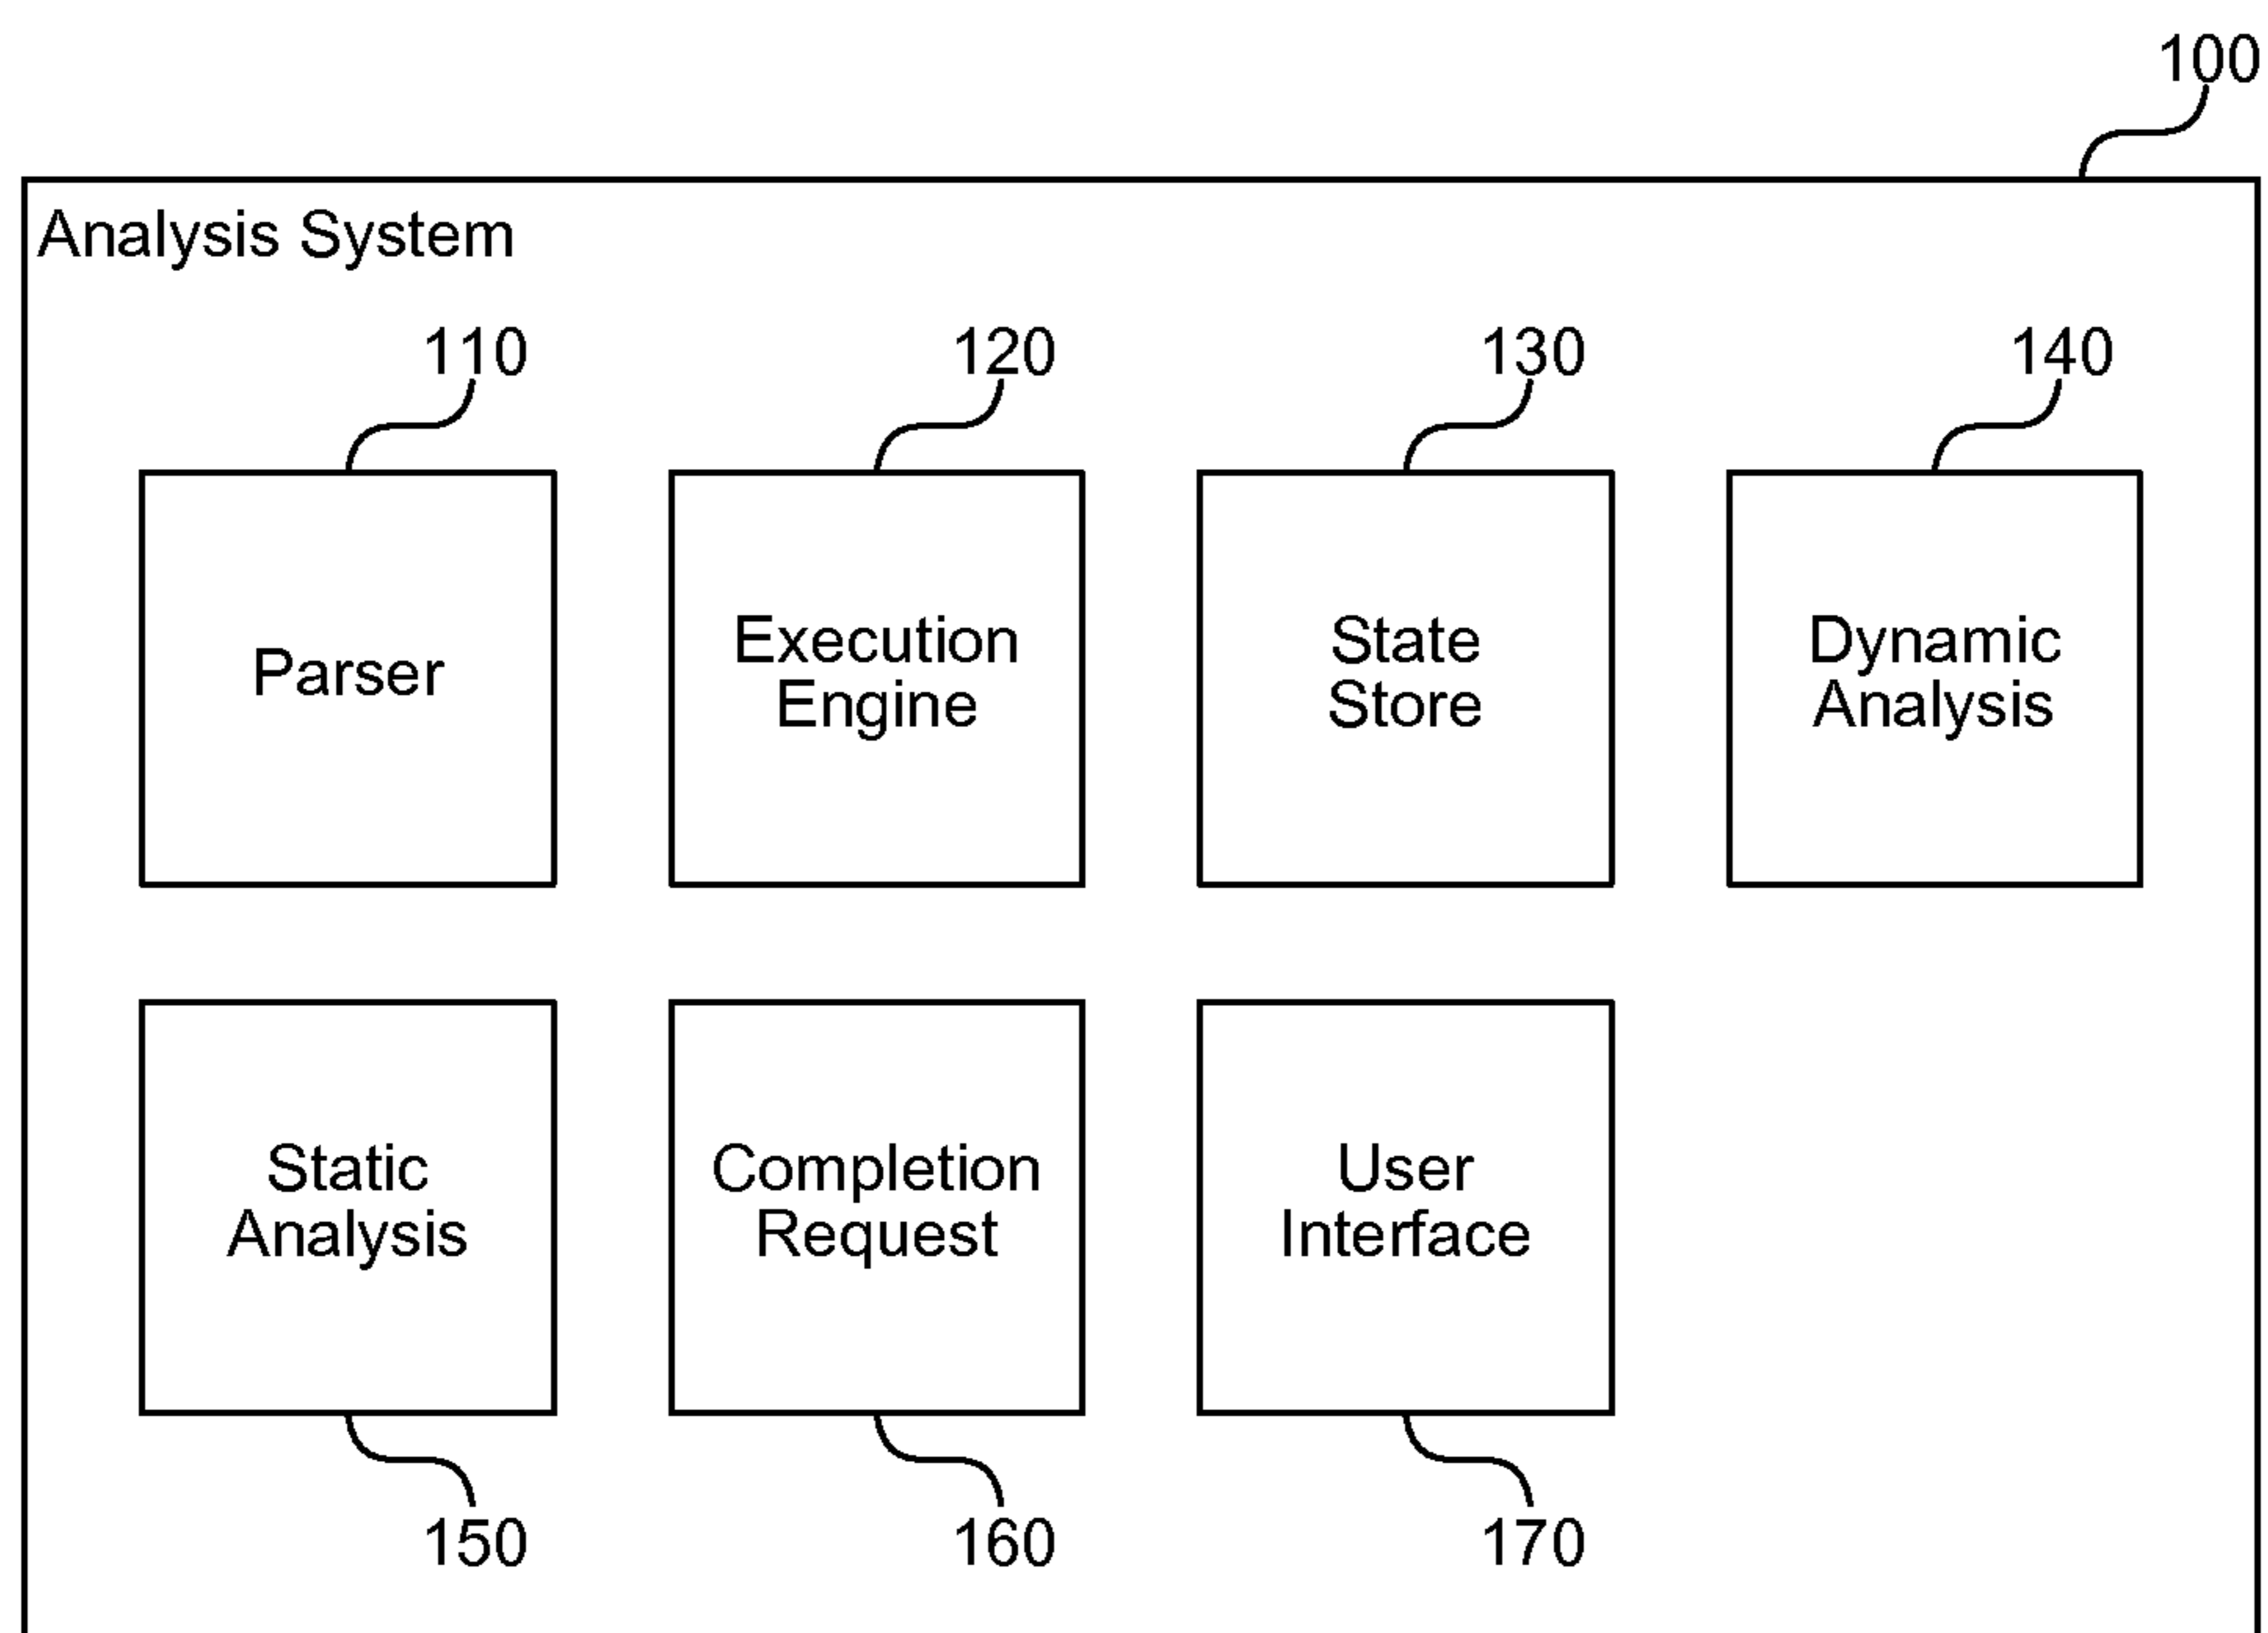 100
Analysis System
110
120
130
140
Parser
Execution
Engine
State
Store
Dynamic
Analysis
Static
Analysis
Completion
Request
User
Interface
150
160
170